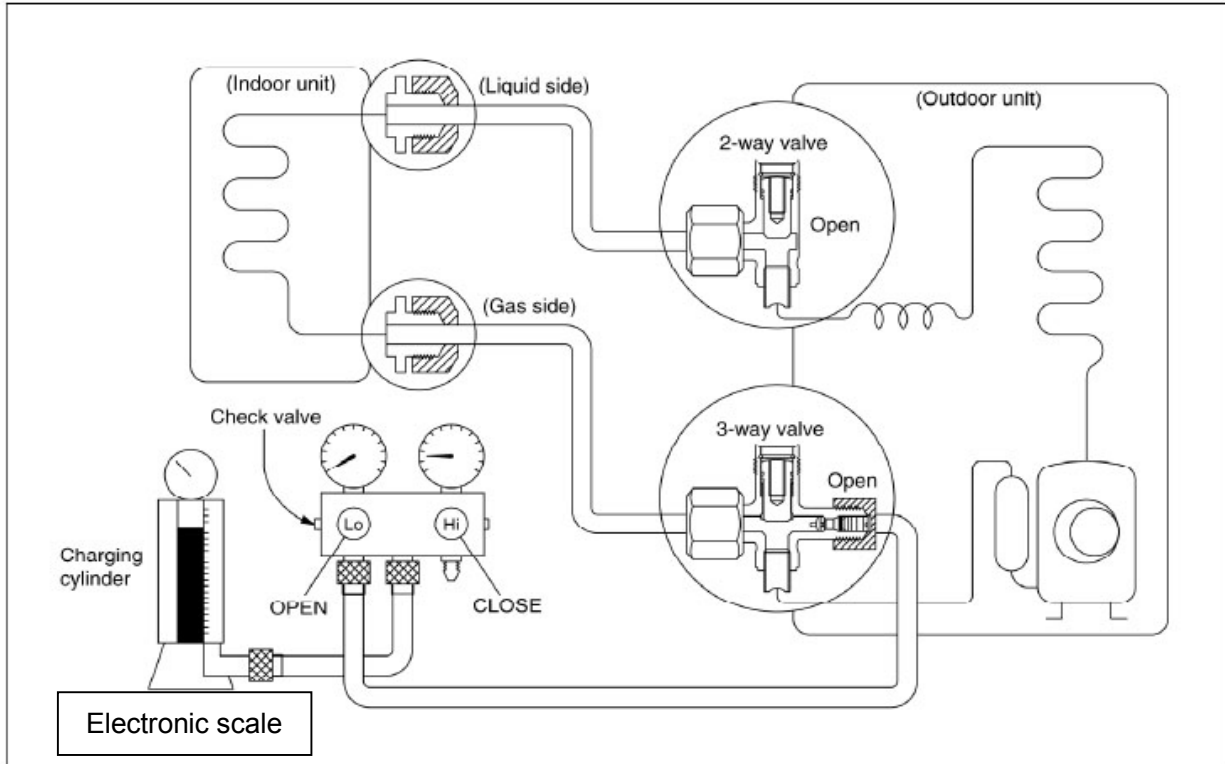 (Indoor unit)
(Liquid side)
(Outdoor unit)
2-way valve
Open
(Gas side)
Check valve
3-way valve
Open
Lo
Hi
Charging
cylinder
OPEN
CLOSE
Electronic scale